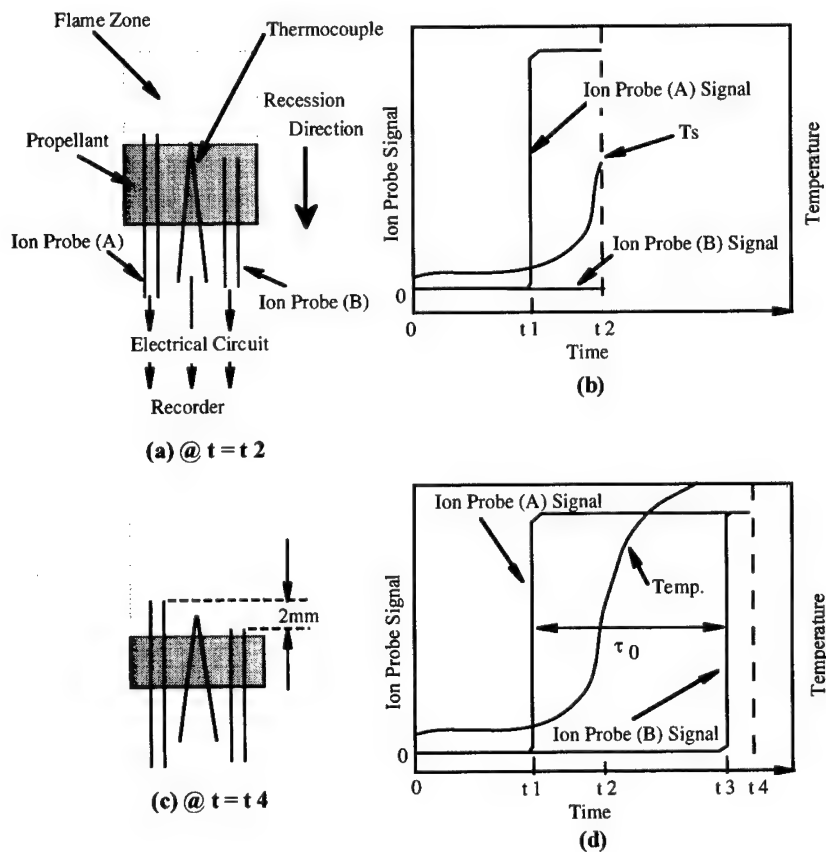 Flame Zone
Thermocouple
Recession
Direction
Propellant
Ion Probe (A)
Ion Probe (B)
Electrical Circuit
Recorder
(a) @ t = t 2
Ion Probe Signal
Ion Probe (A) Signal
Ts
Ion Probe (B) Signal
Temperature
0
0
t 1
t 2
Time
(b)
2mm
(c) @ t = t 4
Ion Probe Signal
Ion Probe (A) Signal
Temp.
τ 0
Ion Probe (B) Signal
Temperature
0
0
t 1
t 2
t 3
t 4
Time
(d)